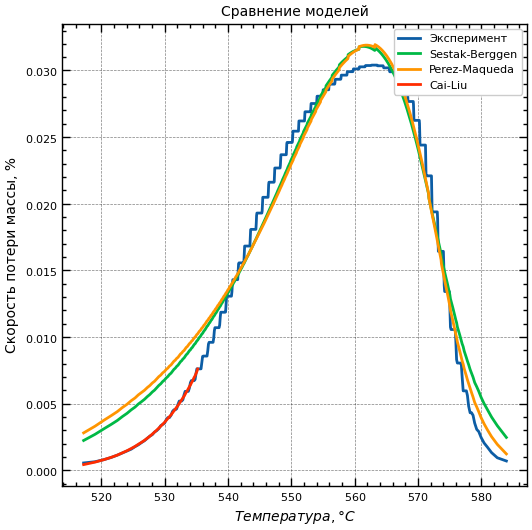 Сравнение моделей
Скорость потери массы, %
0.030
0.025
0.020
0.015
0.010
0.005
0.000
Эксперимент
Sestak-Berggen
Perez-Maqueda
Cai-Liu
520 530 540 550 560 570 580
Температура, °C